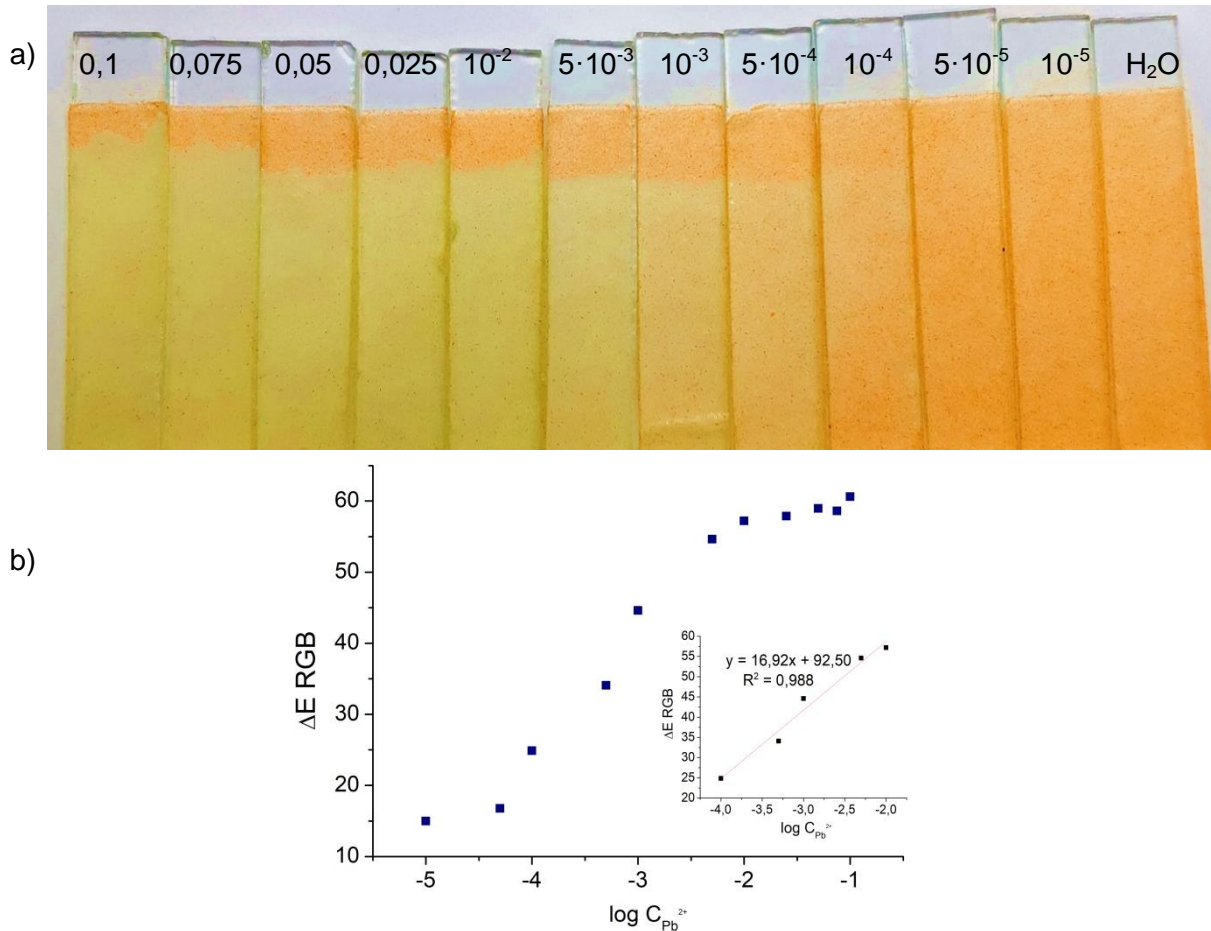 a)
0,1 0,075 0,05 0,025 10⁻² 5·10⁻³ 10⁻³ 5·10⁻⁴ 10⁻⁴ 5·10⁻⁵ 10⁻⁵ H₂O
b)
ΔE RGB
60
50
40
30
20
10
-5 -4 -3 -2 -1
log C_Pb²⁺
ΔE RGB
60
55
50
45
40
35
30
25
20
y = 16,92x + 92,50
R² = 0,988
-4,0 -3,5 -3,0 -2,5 -2,0
log C_Pb²⁺